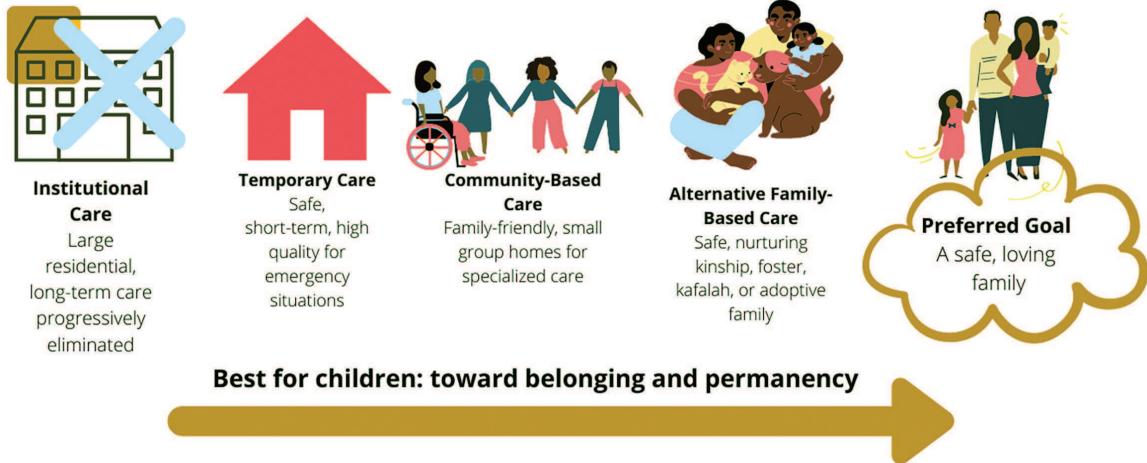 Institutional
Care
Large
residential,
long-term care
progressively
eliminated
Temporary Care
Safe,
short-term, high
quality for
emergency
situations
Community-Based
Care
Family-friendly, small
group homes for
specialized care
Alternative Family-
Based Care
Safe, nurturing
kinship, foster,
kafalah, or adoptive
family
Preferred Goal
A safe, loving
family
Best for children: toward belonging and permanency